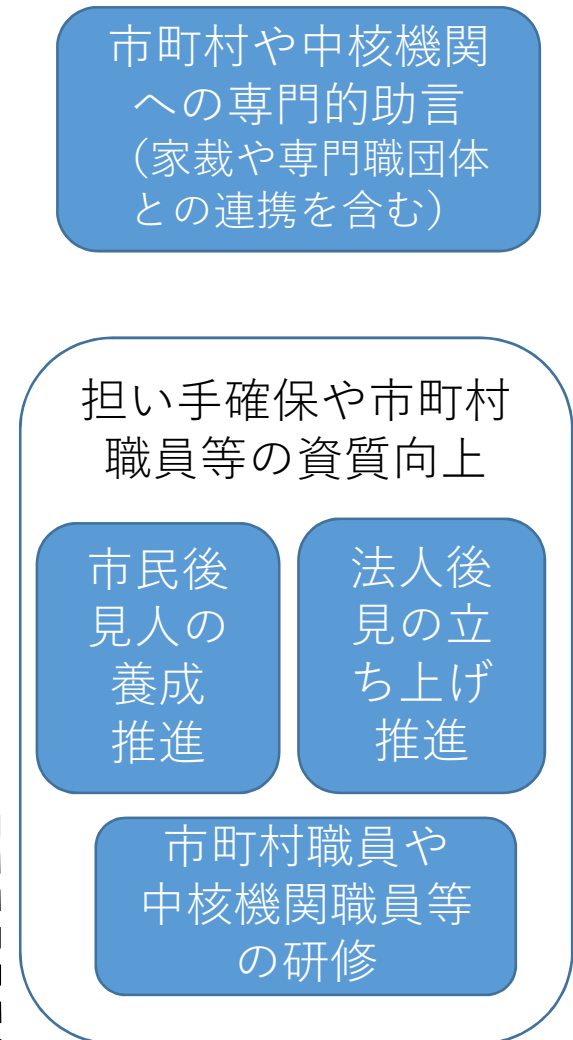 市町村や中核機関
への専門的助言
（家裁や専門職団体
との連携を含む）
担い手確保や市町村
職員等の資質向上
市民後
見人の
養成
推進
法人後
見の立
ち上げ
推進
市町村職員や
中核機関職員等
の研修